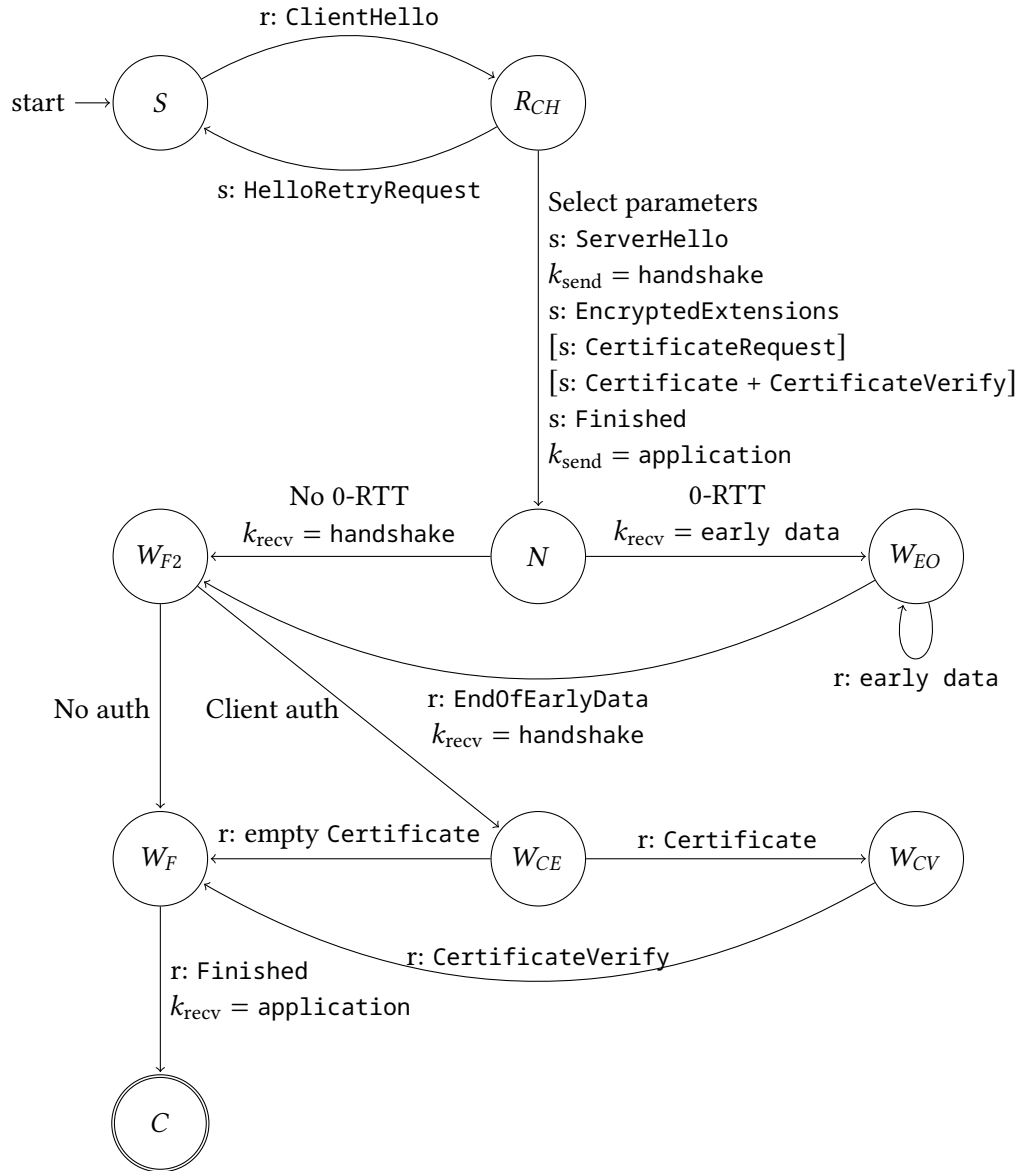 r: ClientHello
start
S
R_CH
s: HelloRetryRequest
Select parameters
s: ServerHello
k_send = handshake
s: EncryptedExtensions
[s: CertificateRequest]
[s: Certificate + CertificateVerify]
s: Finished
k_send = application
No 0-RTT
k_recv = handshake
0-RTT
k_recv = early data
W_F2
N
W_EO
r: early data
r: EndOfEarlyData
k_recv = handshake
No auth
Client auth
r: empty Certificate
r: Certificate
W_F
W_CE
W_CV
r: CertificateVerify
r: Finished
k_recv = application
C